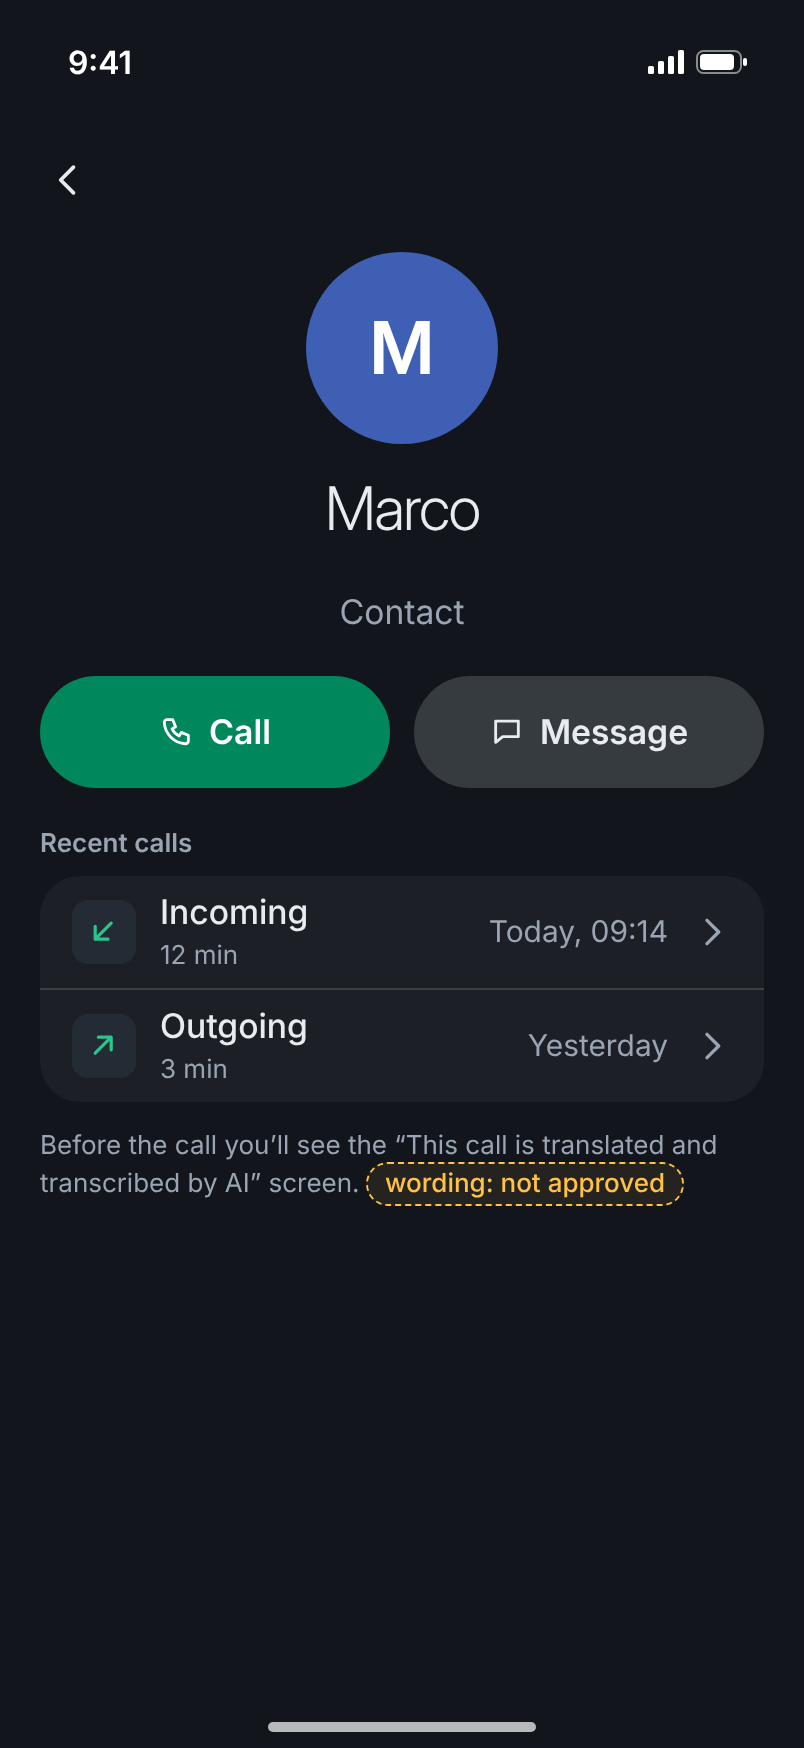 9:41
M
Marco
Contact
Call
Message
Recent calls
Incoming
12 min
Today, 09:14
Outgoing
3 min
Yesterday
Before the call you’ll see the “This call is translated and
transcribed by AI” screen. wording: not approved